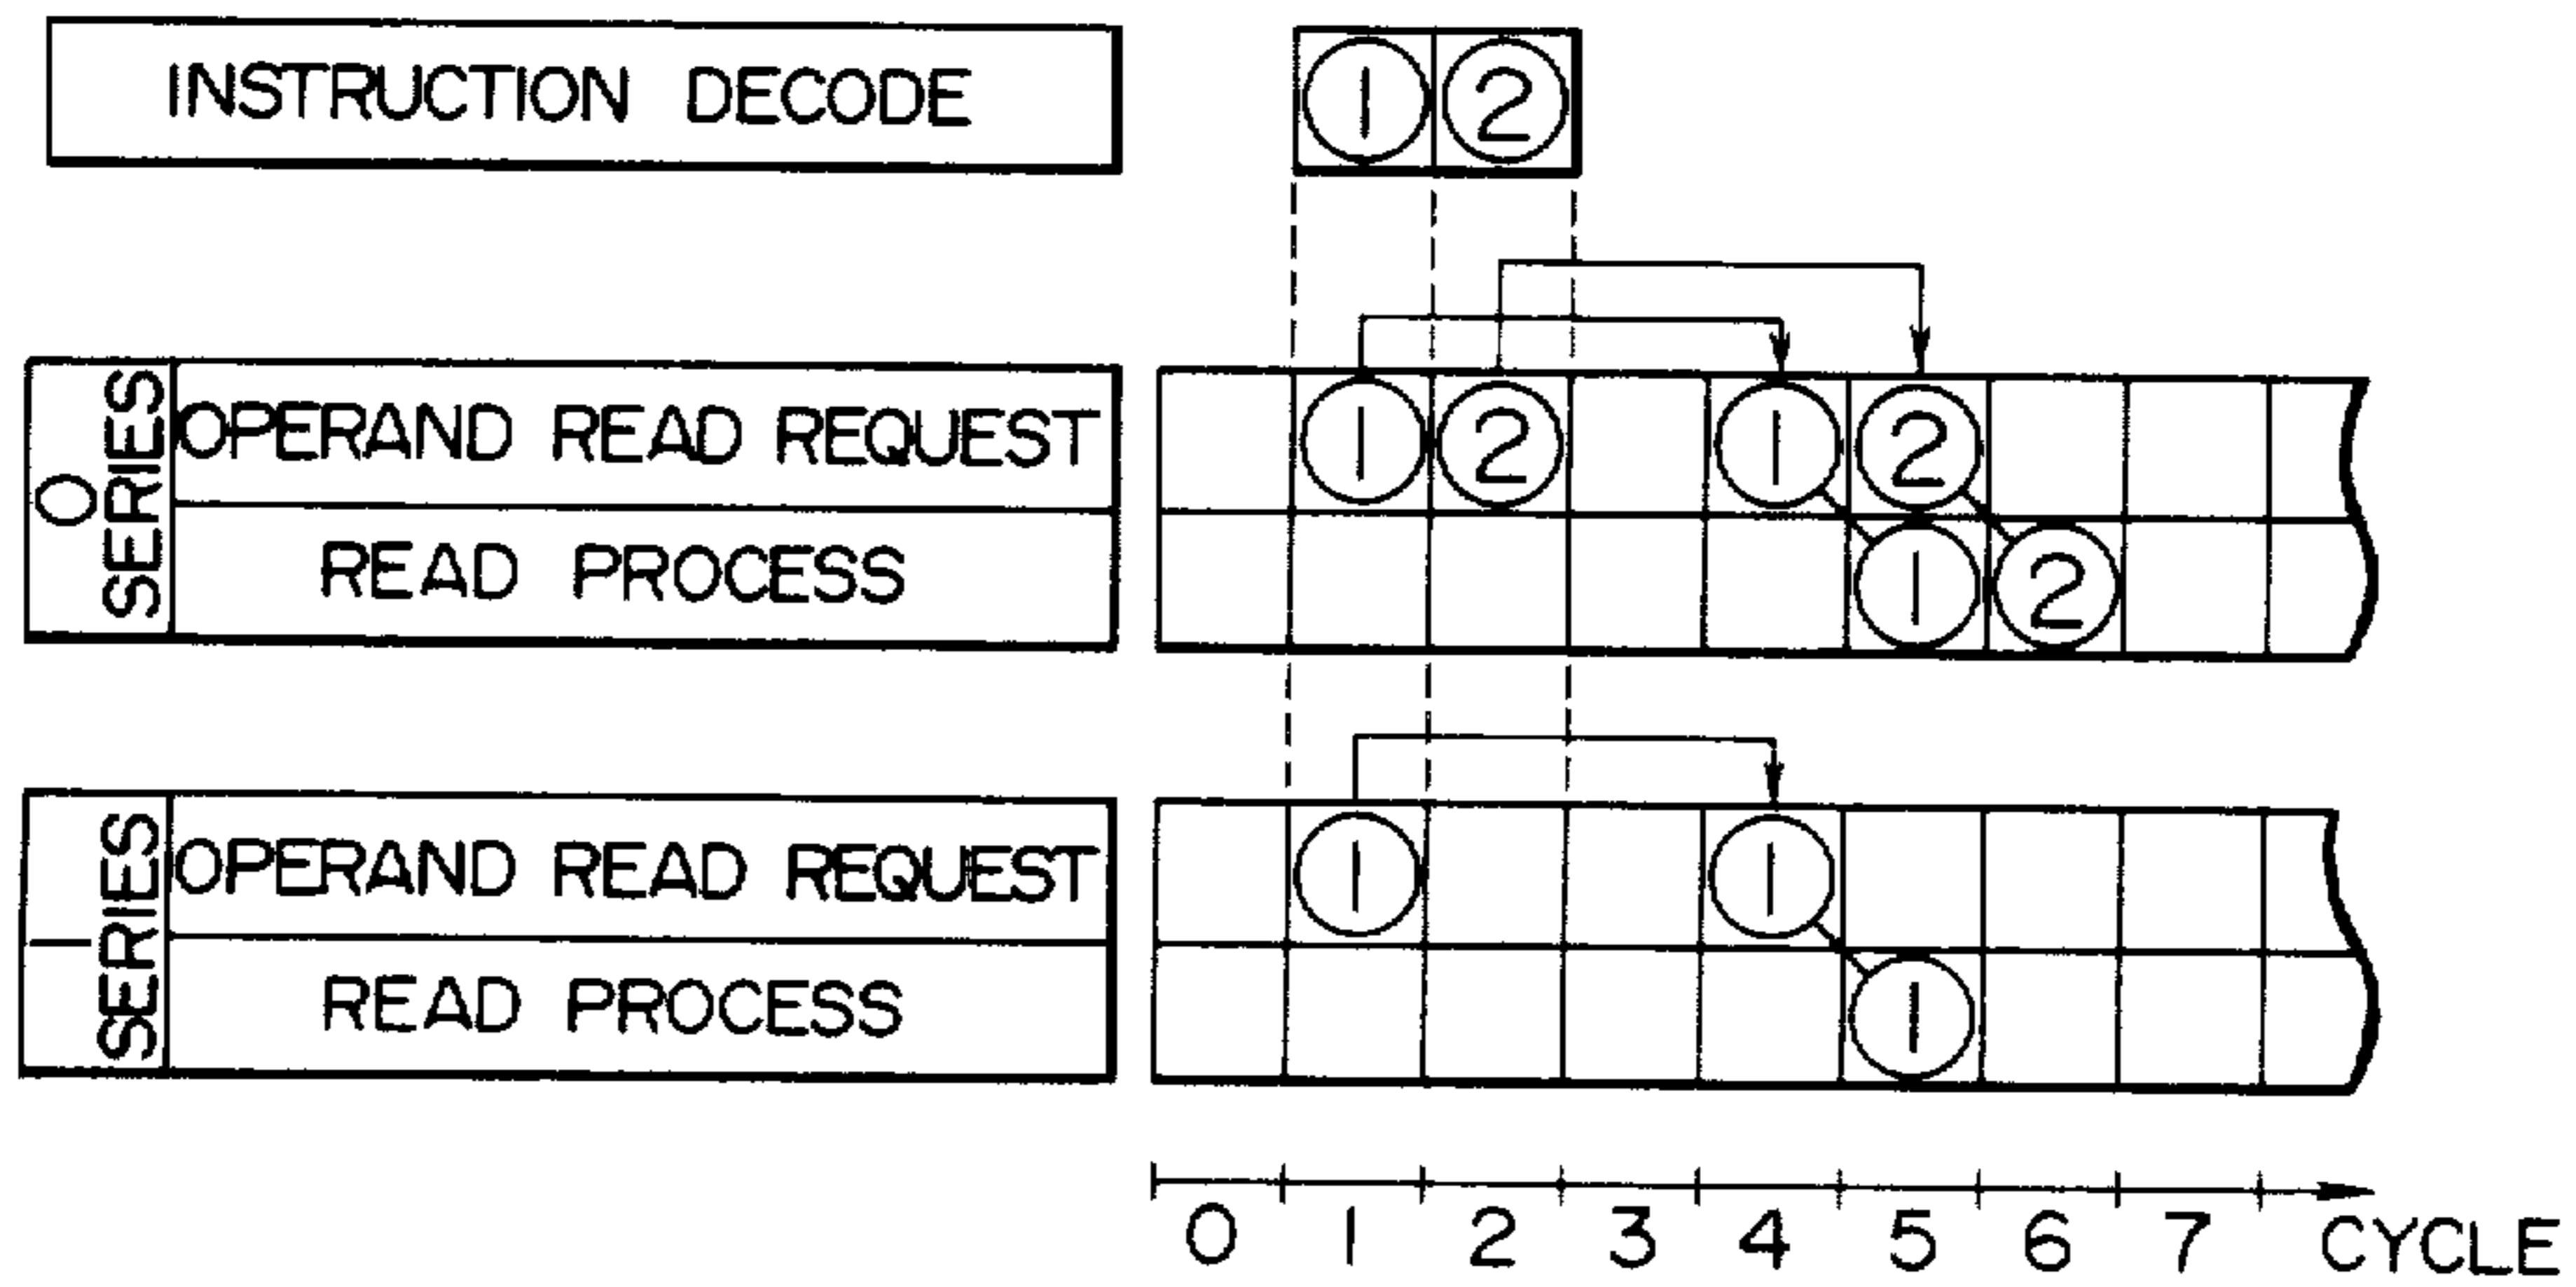 INSTRUCTION DECODE 1 2
0 SERIES OPERAND READ REQUEST 1 2 1 2
READ PROCESS 1 2
1 SERIES OPERAND READ REQUEST 1 1
READ PROCESS 1
0 1 2 3 4 5 6 7 CYCLE